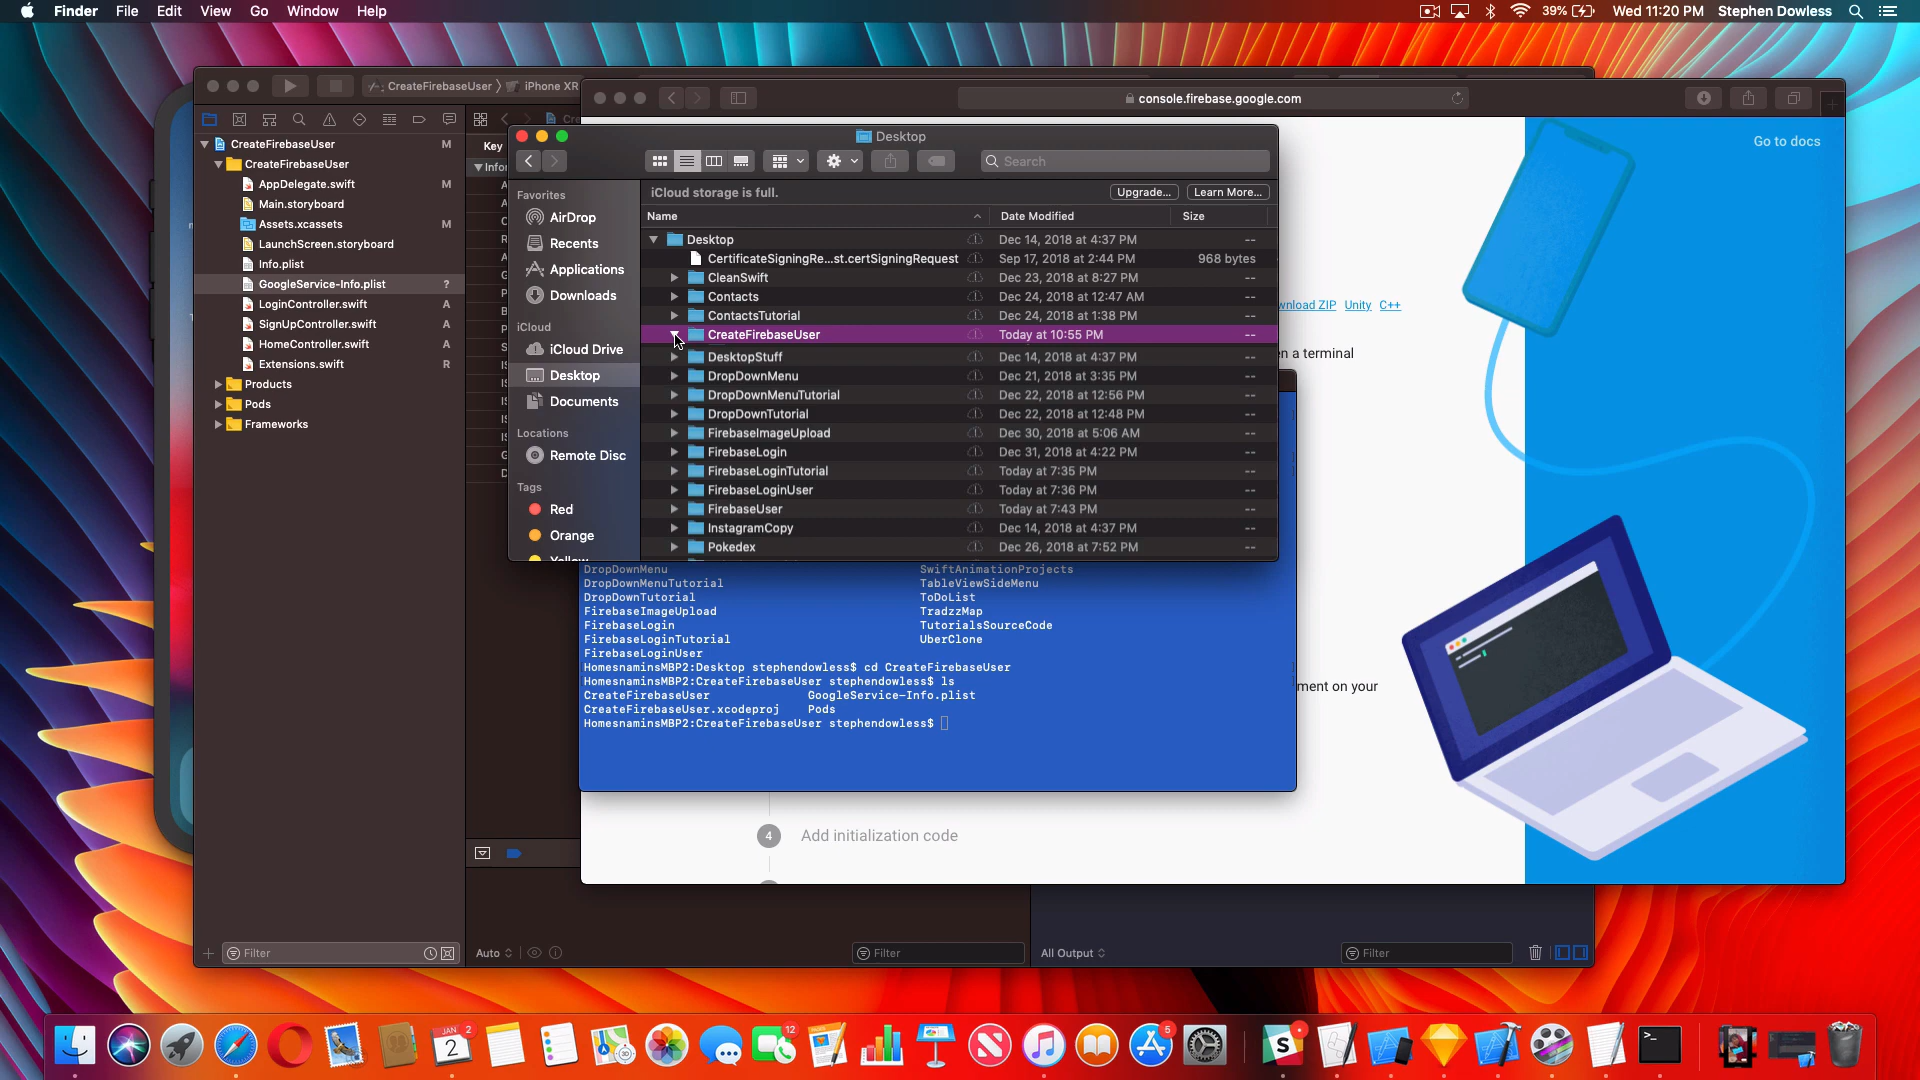 Finder File Edit View Go Window Help
39% Wed 11:20 PM Stephen Dowless
CreateFirebaseUser iPhone XR
console.firebase.google.com
CreateFirebaseUser M
CreateFirebaseUser
AppDelegate.swift M
Main.storyboard
Assets.xcassets M
LaunchScreen.storyboard
Info.plist
GoogleService-Info.plist ?
LoginController.swift A
SignUpController.swift A
HomeController.swift A
Extensions.swift R
Products
Pods
Frameworks
Key
Desktop
Search
Favorites
AirDrop
Recents
Applications
Downloads
iCloud
iCloud Drive
Desktop
Documents
Locations
Remote Disc
Tags
Red
Orange
Yellow
iCloud storage is full. Upgrade... Learn More...
Name Date Modified Size
Desktop Dec 14, 2018 at 4:37 PM --
CertificateSigningRe...st.certSigningRequest Sep 17, 2018 at 2:44 PM 968 bytes
CleanSwift Dec 23, 2018 at 8:27 PM --
Contacts Dec 24, 2018 at 12:47 AM --
ContactsTutorial Dec 24, 2018 at 1:38 PM --
CreateFirebaseUser Today at 10:55 PM --
DesktopStuff Dec 14, 2018 at 4:37 PM --
DropDownMenu Dec 21, 2018 at 3:35 PM --
DropDownMenuTutorial Dec 22, 2018 at 12:56 PM --
DropDownTutorial Dec 22, 2018 at 12:48 PM --
FirebaseImageUpload Dec 30, 2018 at 5:06 AM --
FirebaseLogin Dec 31, 2018 at 4:22 PM --
FirebaseLoginTutorial Today at 7:35 PM --
FirebaseLoginUser Today at 7:36 PM --
FirebaseUser Today at 7:43 PM --
InstagramCopy Dec 14, 2018 at 4:37 PM --
Pokedex Dec 26, 2018 at 7:52 PM --
Go to docs
wnload ZIP Unity C++
n a terminal
ment on your
DropDownMenu SwiftAnimationProjects
DropDownMenuTutorial TableViewSideMenu
DropDownTutorial ToDoList
FirebaseImageUpload TradzzMap
FirebaseLogin TutorialsSourceCode
FirebaseLoginTutorial UberClone
FirebaseLoginUser
HomesnaminsMBP2:Desktop stephendowless$ cd CreateFirebaseUser
HomesnaminsMBP2:CreateFirebaseUser stephendowless$ ls
CreateFirebaseUser GoogleService-Info.plist
CreateFirebaseUser.xcodeproj Pods
HomesnaminsMBP2:CreateFirebaseUser stephendowless$
4 Add initialization code
Filter
Auto
Filter
All Output
Filter
JAN 2
2
12
5